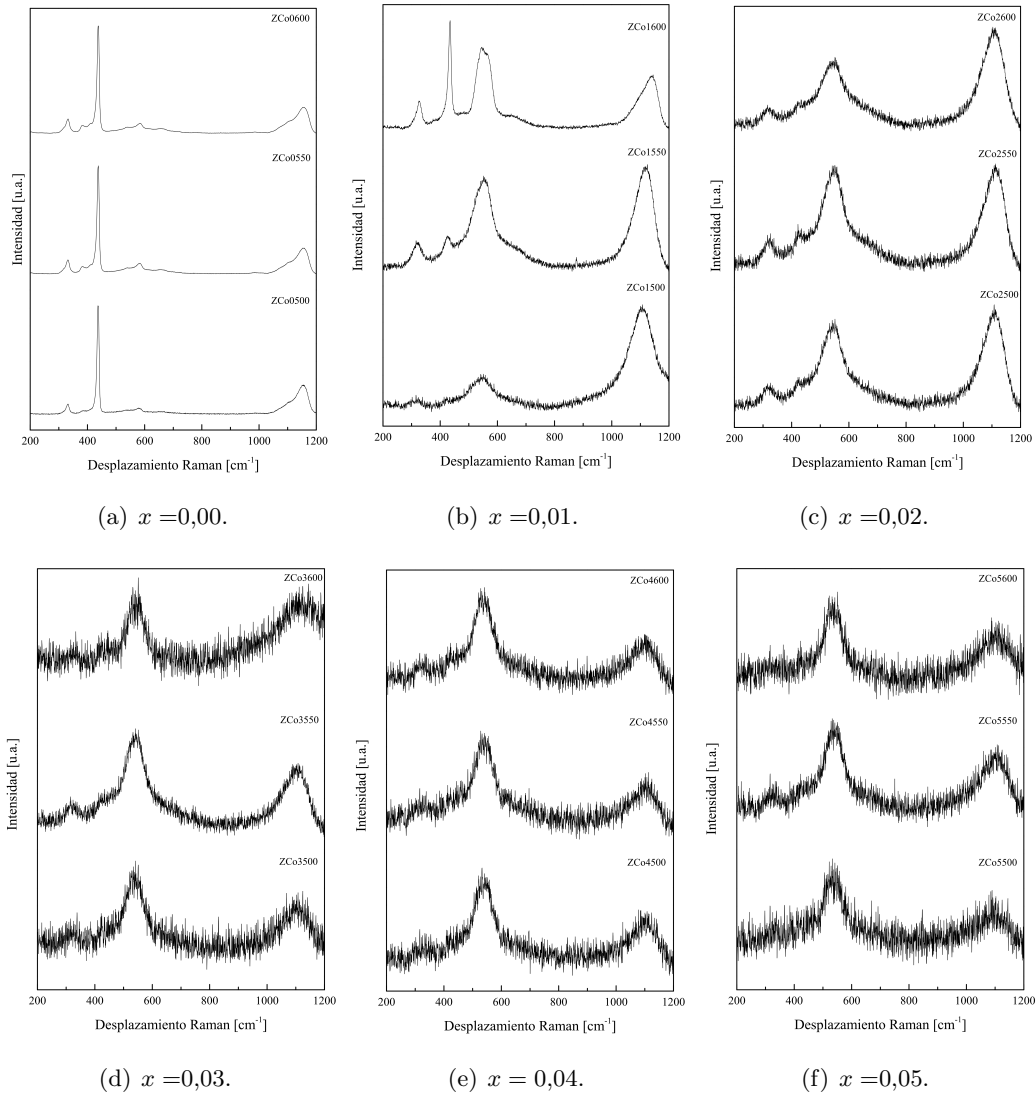 ZCo0600
ZCo0550
ZCo0500
Intensidad [u.a.]
200 400 600 800 1000 1200
Desplazamiento Raman [cm⁻¹]
(a) x =0,00.
ZCo1600
ZCo1550
ZCo1500
Intensidad [u.a.]
200 400 600 800 1000 1200
Desplazamiento Raman [cm⁻¹]
(b) x =0,01.
ZCo2600
ZCo2550
ZCo2500
Intensidad [u.a.]
200 400 600 800 1000 1200
Desplazamiento Raman [cm⁻¹]
(c) x =0,02.
ZCo3600
ZCo3550
ZCo3500
Intensidad [u.a.]
200 400 600 800 1000 1200
Desplazamiento Raman [cm⁻¹]
(d) x =0,03.
ZCo4600
ZCo4550
ZCo4500
Intensidad [u.a.]
200 400 600 800 1000 1200
Desplazamiento Raman [cm⁻¹]
(e) x = 0,04.
ZCo5600
ZCo5550
ZCo5500
Intensidad [u.a.]
200 400 600 800 1000 1200
Desplazamiento Raman [cm⁻¹]
(f) x =0,05.